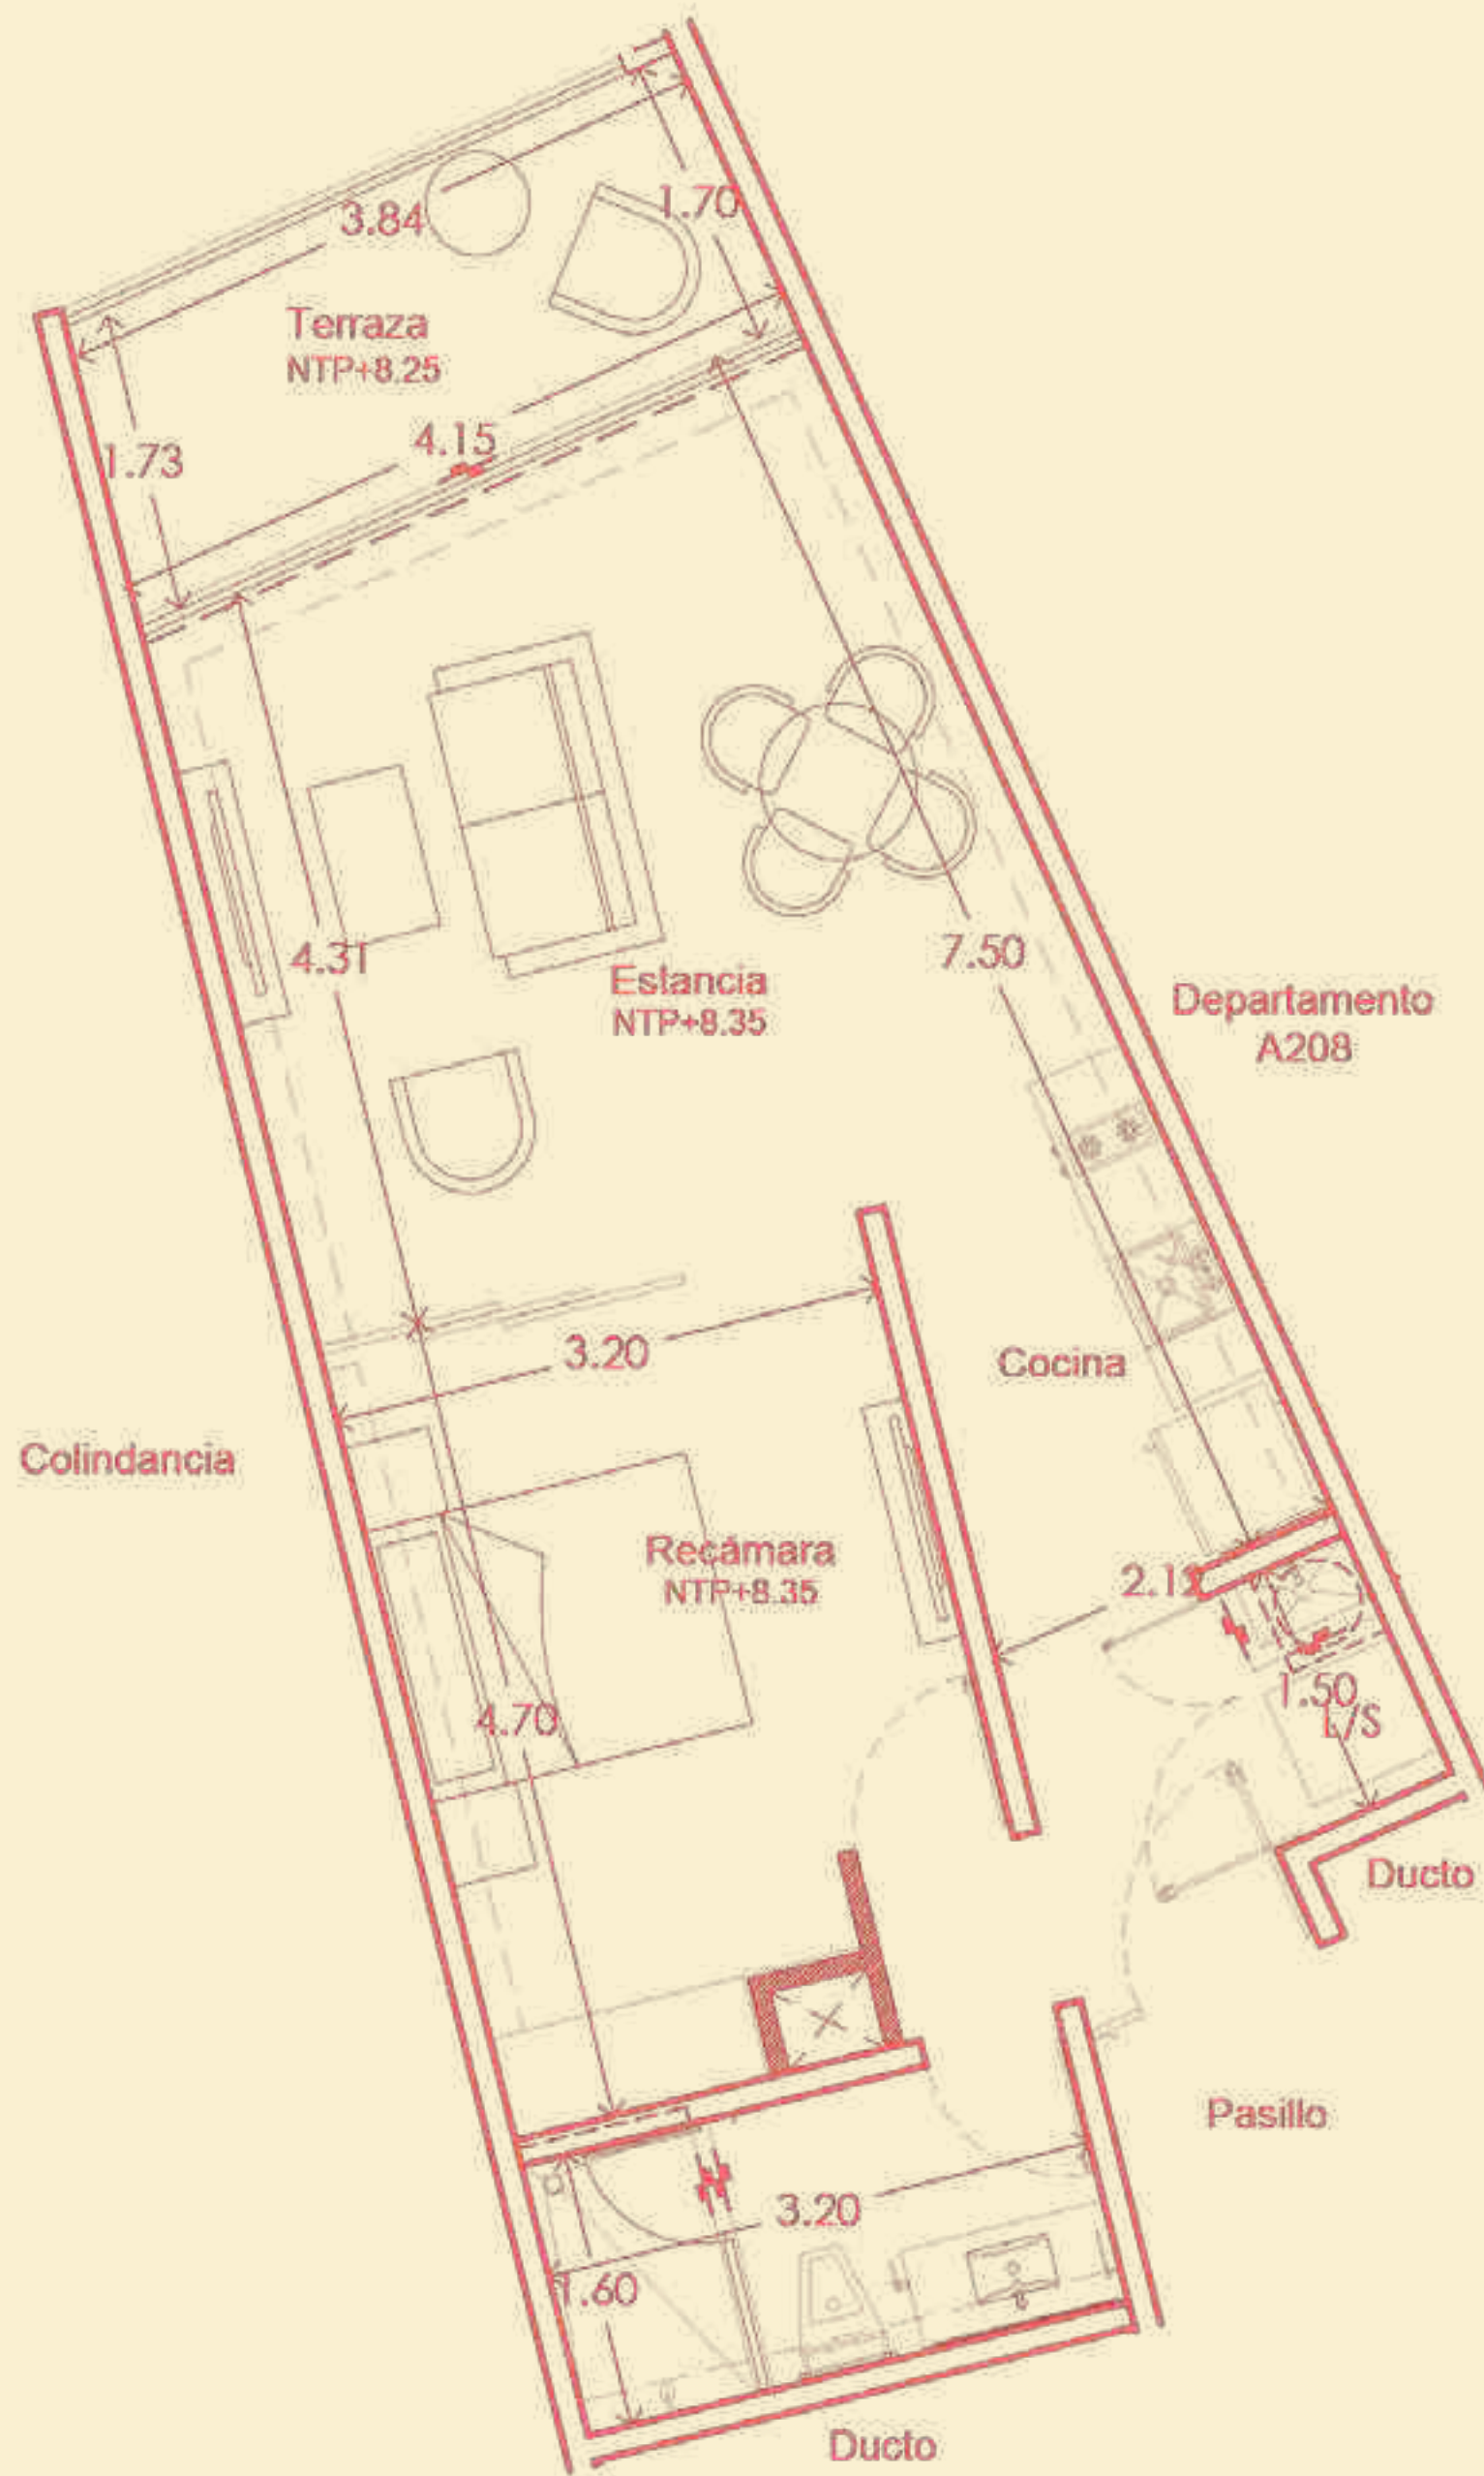 3.84
1.70
Terraza
NTP+8.25
4.15
1.73
4.31
7.50
Estancia
NTP+8.35
Departamento
A208
3.20
Cocina
Colindancia
Recámara
NTP+8.35
2.12
1.50
L/S
4.70
Ducto
Pasillo
3.20
1.60
Ducto